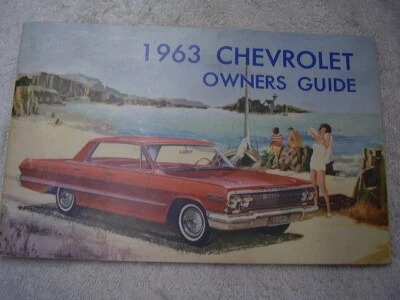 1963 CHEVROLET
OWNERS GUIDE